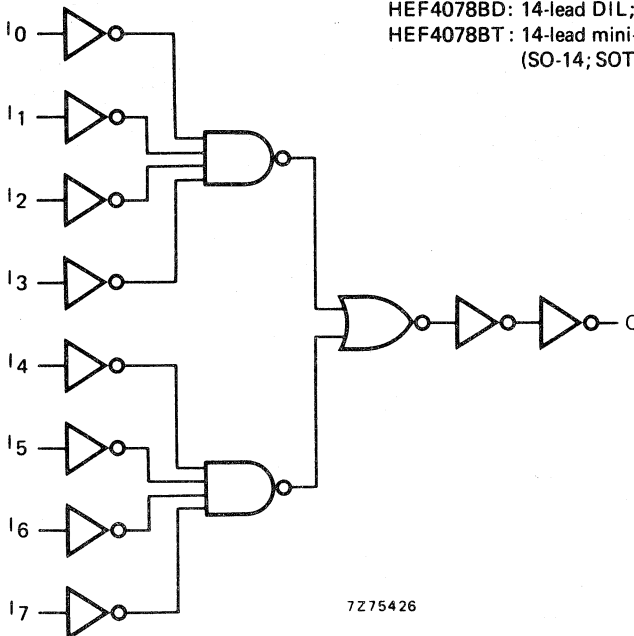 HEF4078BD: 14-lead DIL;
HEF4078BT : 14-lead mini-
(SO-14; SOT
I0
I1
I2
I3
I4
I5
I6
I7
7Z75426